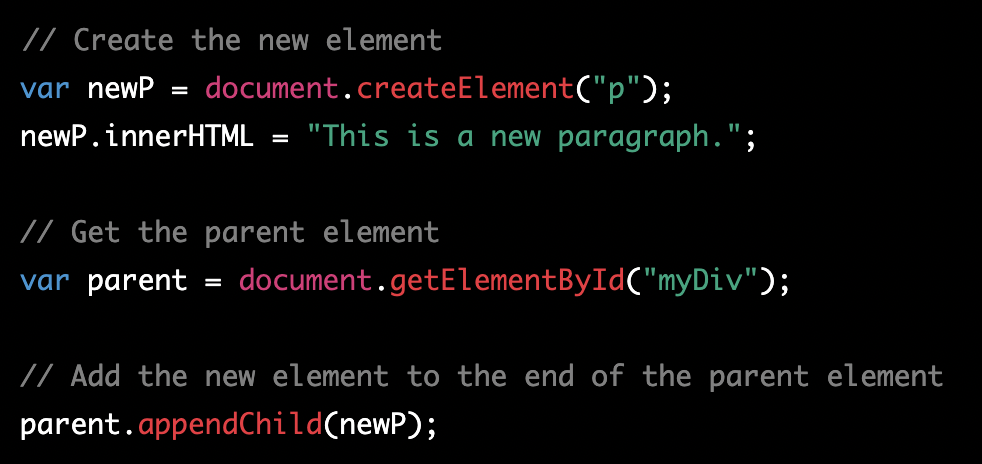 // Create the new element
var newP = document.createElement("p");
newP.innerHTML = "This is a new paragraph.";
// Get the parent element
var parent = document.getElementById("myDiv");
// Add the new element to the end of the parent element
parent.appendChild(newP);